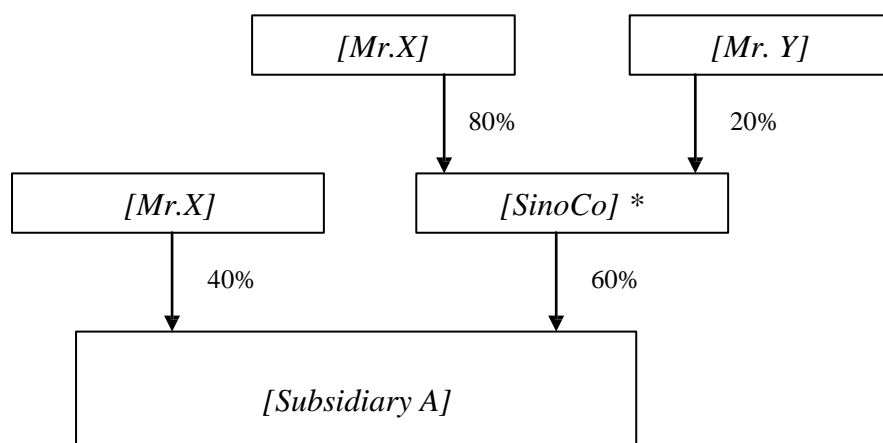 [Mr.X]
[Mr. Y]
80%
20%
[Mr.X]
[SinoCo] *
40%
60%
[Subsidiary A]